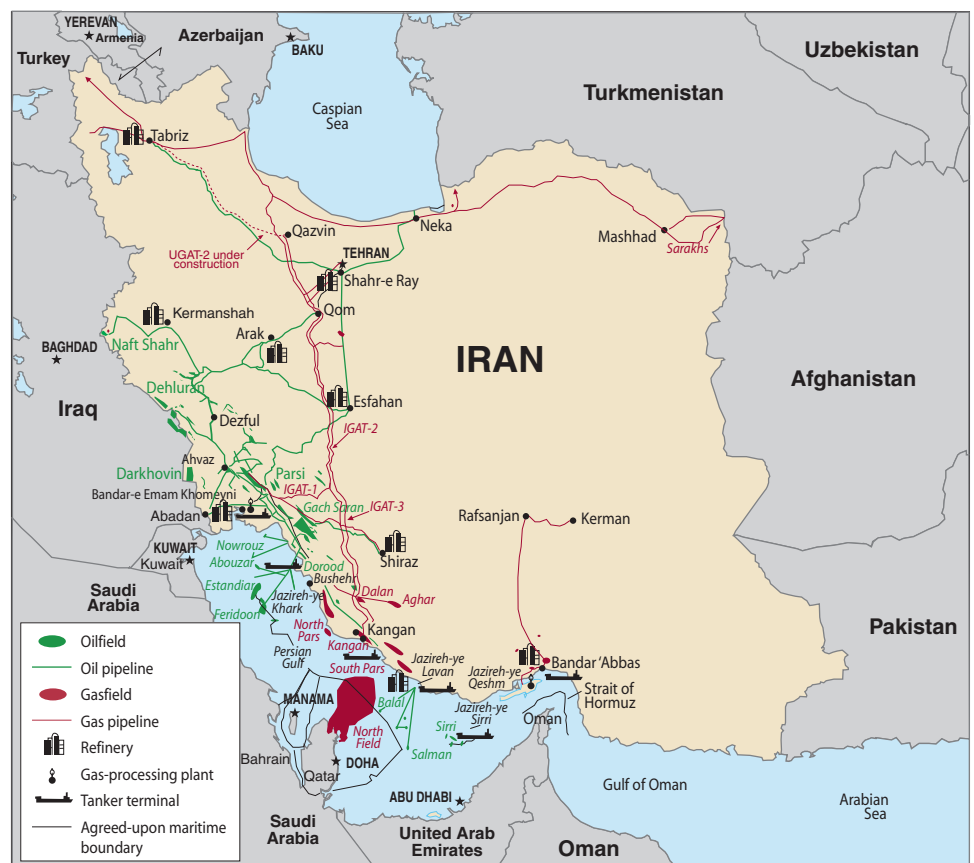 YEREVAN
Armenia
Azerbaijan
BAKU
Uzbekistan
Turkey
Turkmenistan
Caspian
Sea
Tabriz
Neka
Qazvin
Mashhad
Sarakhs
UGAT-2 under
construction
TEHRAN
Shahr-e Ray
Kermanshah
Qom
Arak
Naft Shahr
BAGHDAD
IRAN
Afghanistan
Dehluran
Iraq
Esfahan
Dezful
IGAT-2
Ahvaz
Darkhovin
Parsi
Bandar-e Emam Khomeyni
IGAT-1
Gach Saran
IGAT-3
Abadan
Rafsanjan
Kerman
KUWAIT
Kuwait
Nowrouz
Abouzar
Dorood
Shiraz
Bushehr
Saudi
Arabia
Estandiar
Jazireh-ye
Khark
Dalan
Aghar
Feridoon
North
Pars
Kangan
Pakistan
Persian
Gulf
Kangan
South Pars
Jazireh-ye
Lavan
Jazireh-ye
Qeshm
Bandar ‘Abbas
Strait of
Hormuz
MANAMA
Balal
Jazireh-ye
Sirri
Oman
North
Field
Sirri
Salman
Bahrain
Qatar
DOHA
Gulf of Oman
ABU DHABI
Arabian
Sea
Saudi
Arabia
United Arab
Emirates
Oman
Oilfield
Oil pipeline
Gasfield
Gas pipeline
Refinery
Gas-processing plant
Tanker terminal
Agreed-upon maritime
boundary